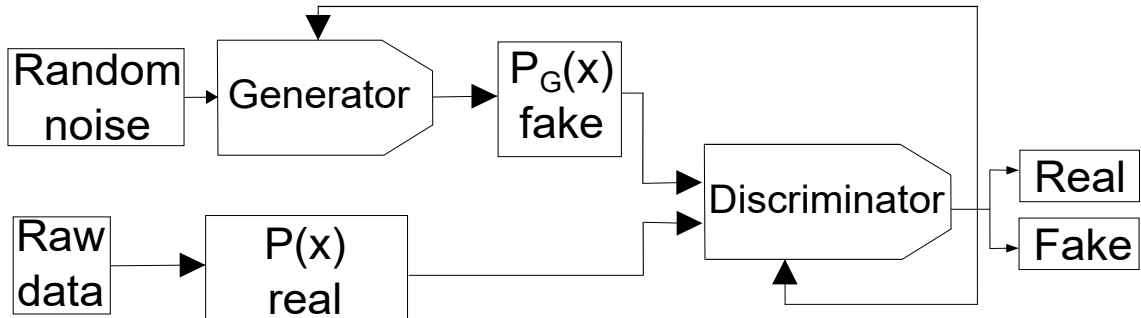 Random
noise
Generator
P_G(x)
fake
Raw
data
P(x)
real
Discriminator
Real
Fake